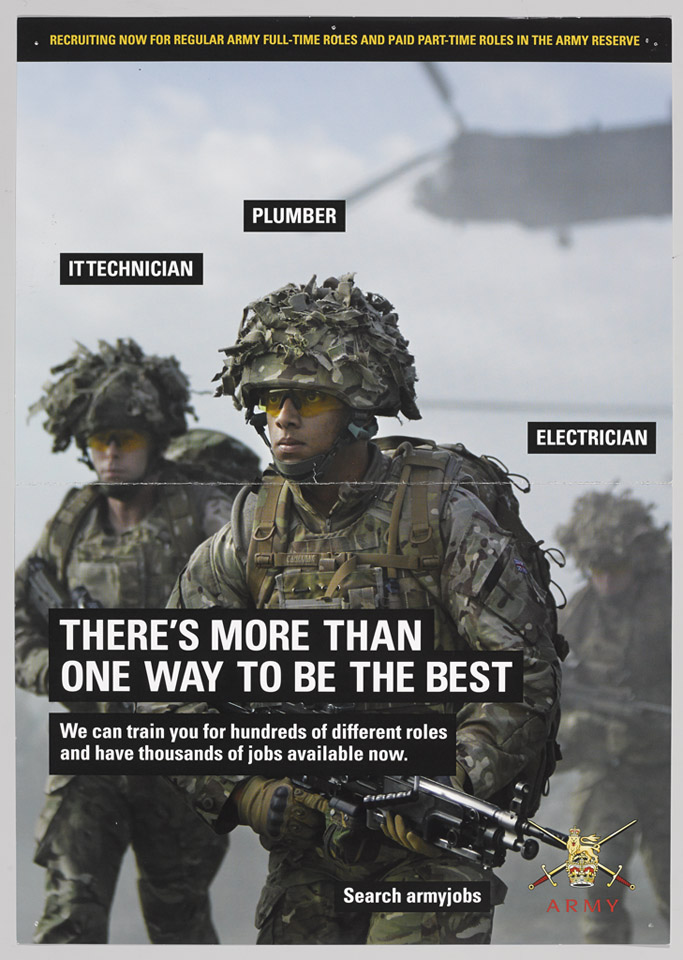 RECRUITING NOW FOR REGULAR ARMY FULL-TIME ROLES AND PAID PART-TIME ROLES IN THE ARMY RESERVE
PLUMBER
IT TECHNICIAN
ELECTRICIAN
THERE'S MORE THAN
ONE WAY TO BE THE BEST
We can train you for hundreds of different roles
and have thousands of jobs available now.
Search armyjobs
ARMY